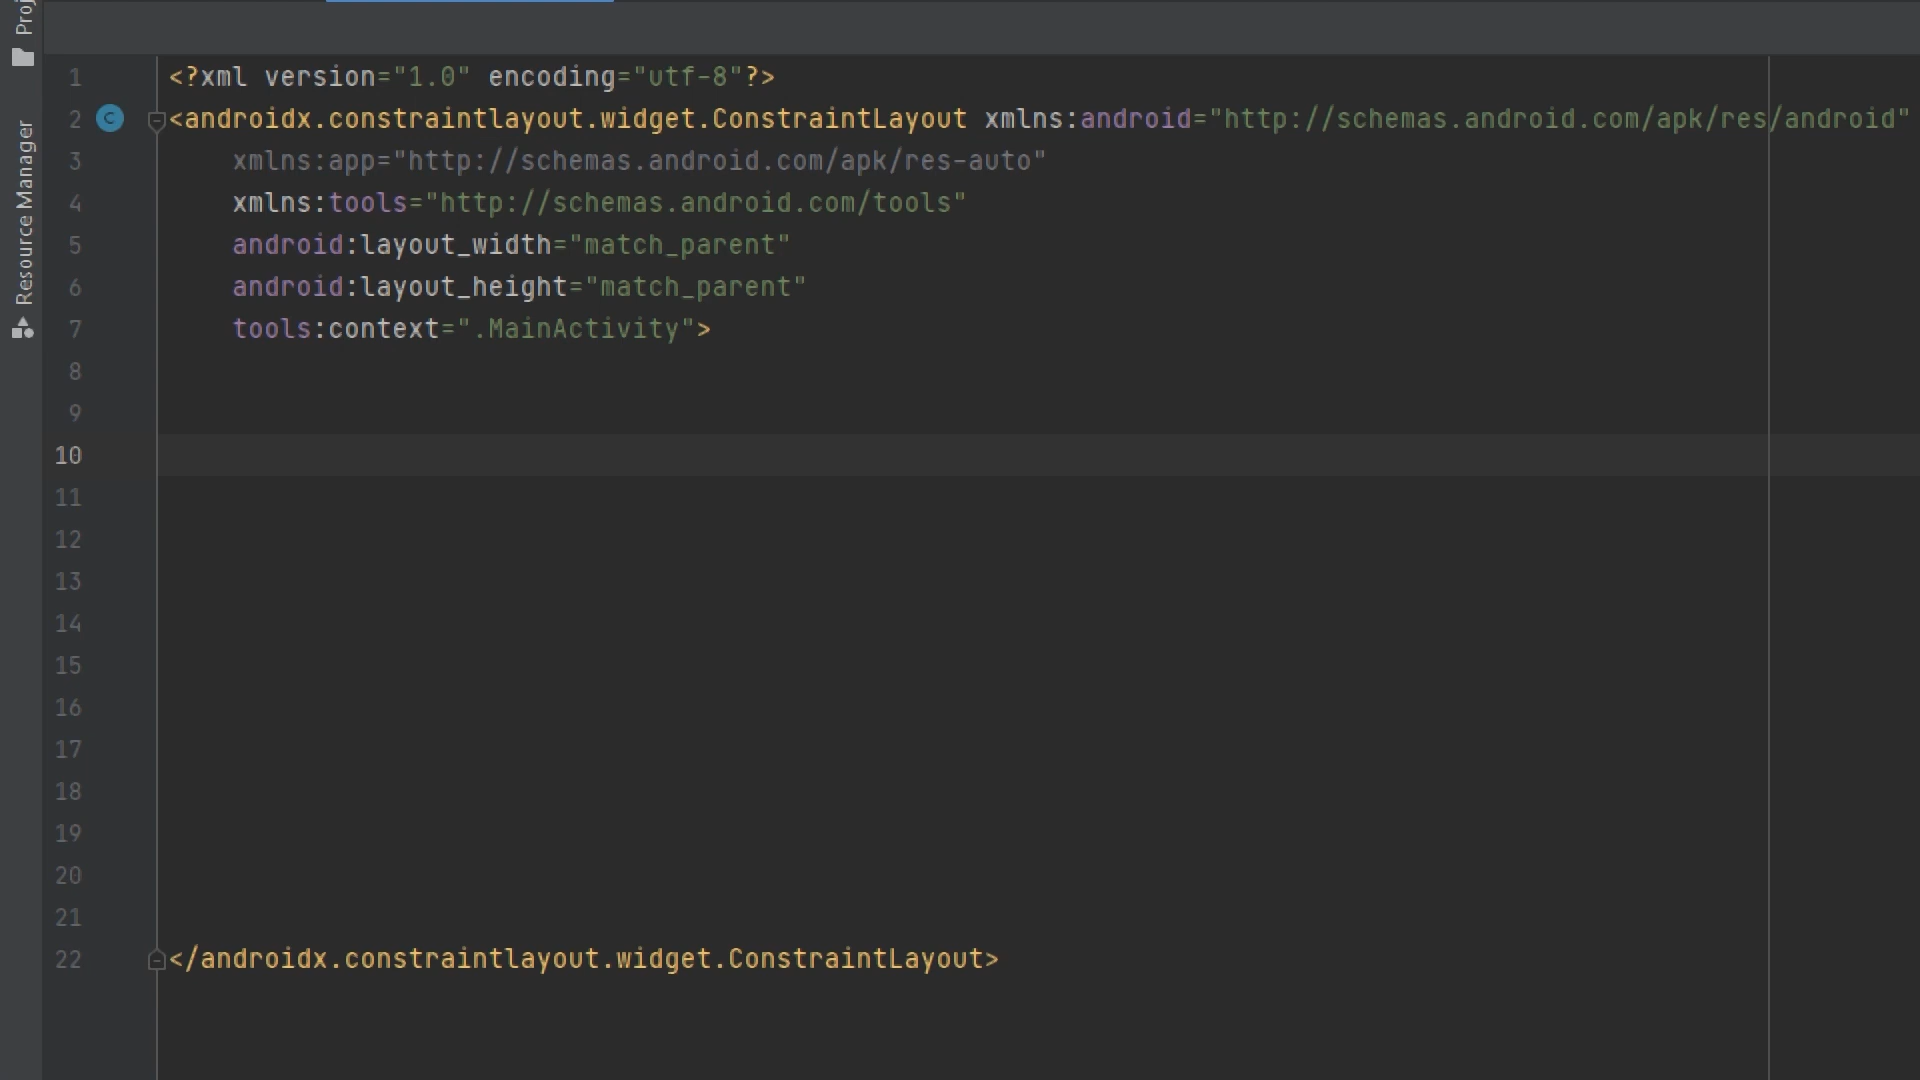 Proj
Resource Manager
1 <?xml version="1.0" encoding="utf-8"?>
2 C <androidx.constraintlayout.widget.ConstraintLayout xmlns:android="http://schemas.android.com/apk/res/android"
3 xmlns:app="http://schemas.android.com/apk/res-auto"
4 xmlns:tools="http://schemas.android.com/tools"
5 android:layout_width="match_parent"
6 android:layout_height="match_parent"
7 tools:context=".MainActivity">
8
9
10
11
12
13
14
15
16
17
18
19
20
21
22 </androidx.constraintlayout.widget.ConstraintLayout>